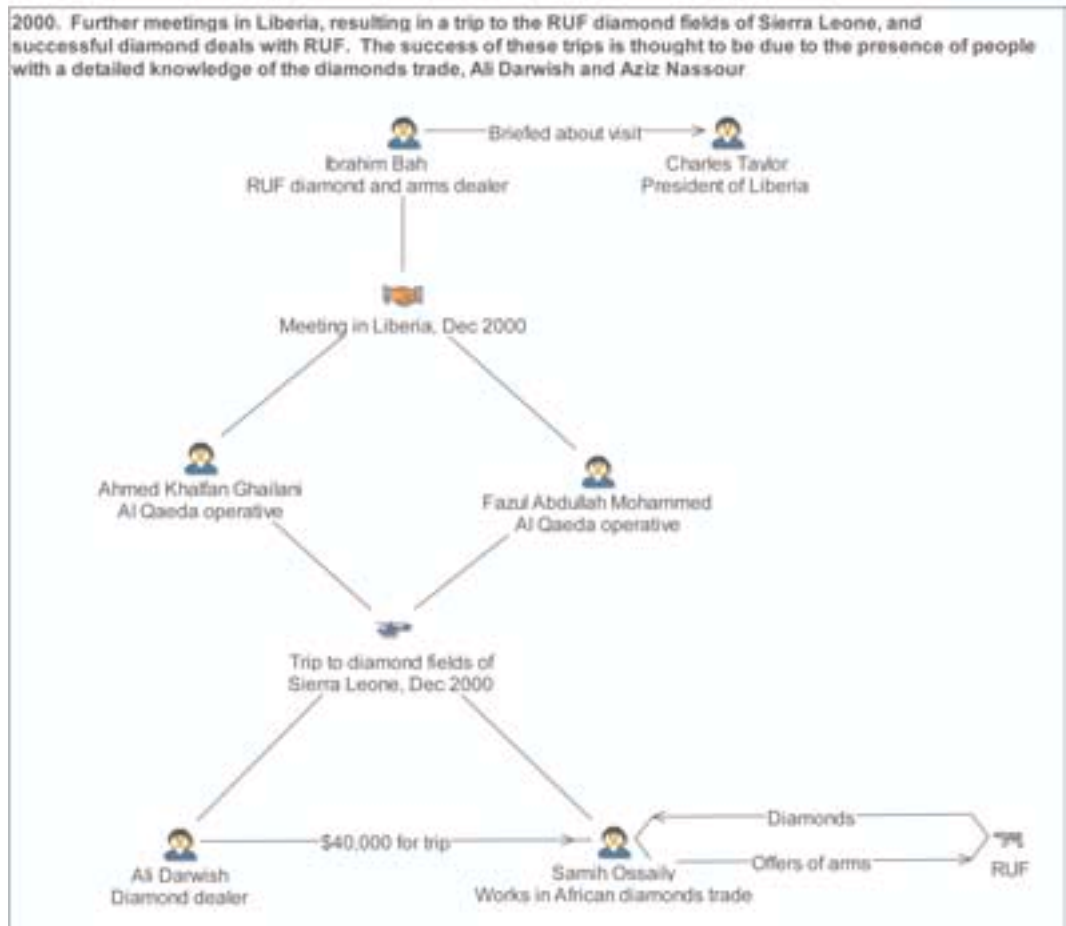 2000. Further meetings in Liberia, resulting in a trip to the RUF diamond fields of Sierra Leone, and
successful diamond deals with RUF. The success of these trips is thought to be due to the presence of people
with a detailed knowledge of the diamonds trade, Ali Darwish and Aziz Nassour
Briefed about visit
Ibrahim Bah
RUF diamond and arms dealer
Charles Taylor
President of Liberia
Meeting in Liberia, Dec 2000
Ahmed Khalfan Ghailani
Al Qaeda operative
Fazul Abdullah Mohammed
Al Qaeda operative
Trip to diamond fields of
Sierra Leone, Dec 2000
Diamonds
$40,000 for trip
Offers of arms
RUF
Ali Darwish
Diamond dealer
Samih Ossaily
Works in African diamonds trade